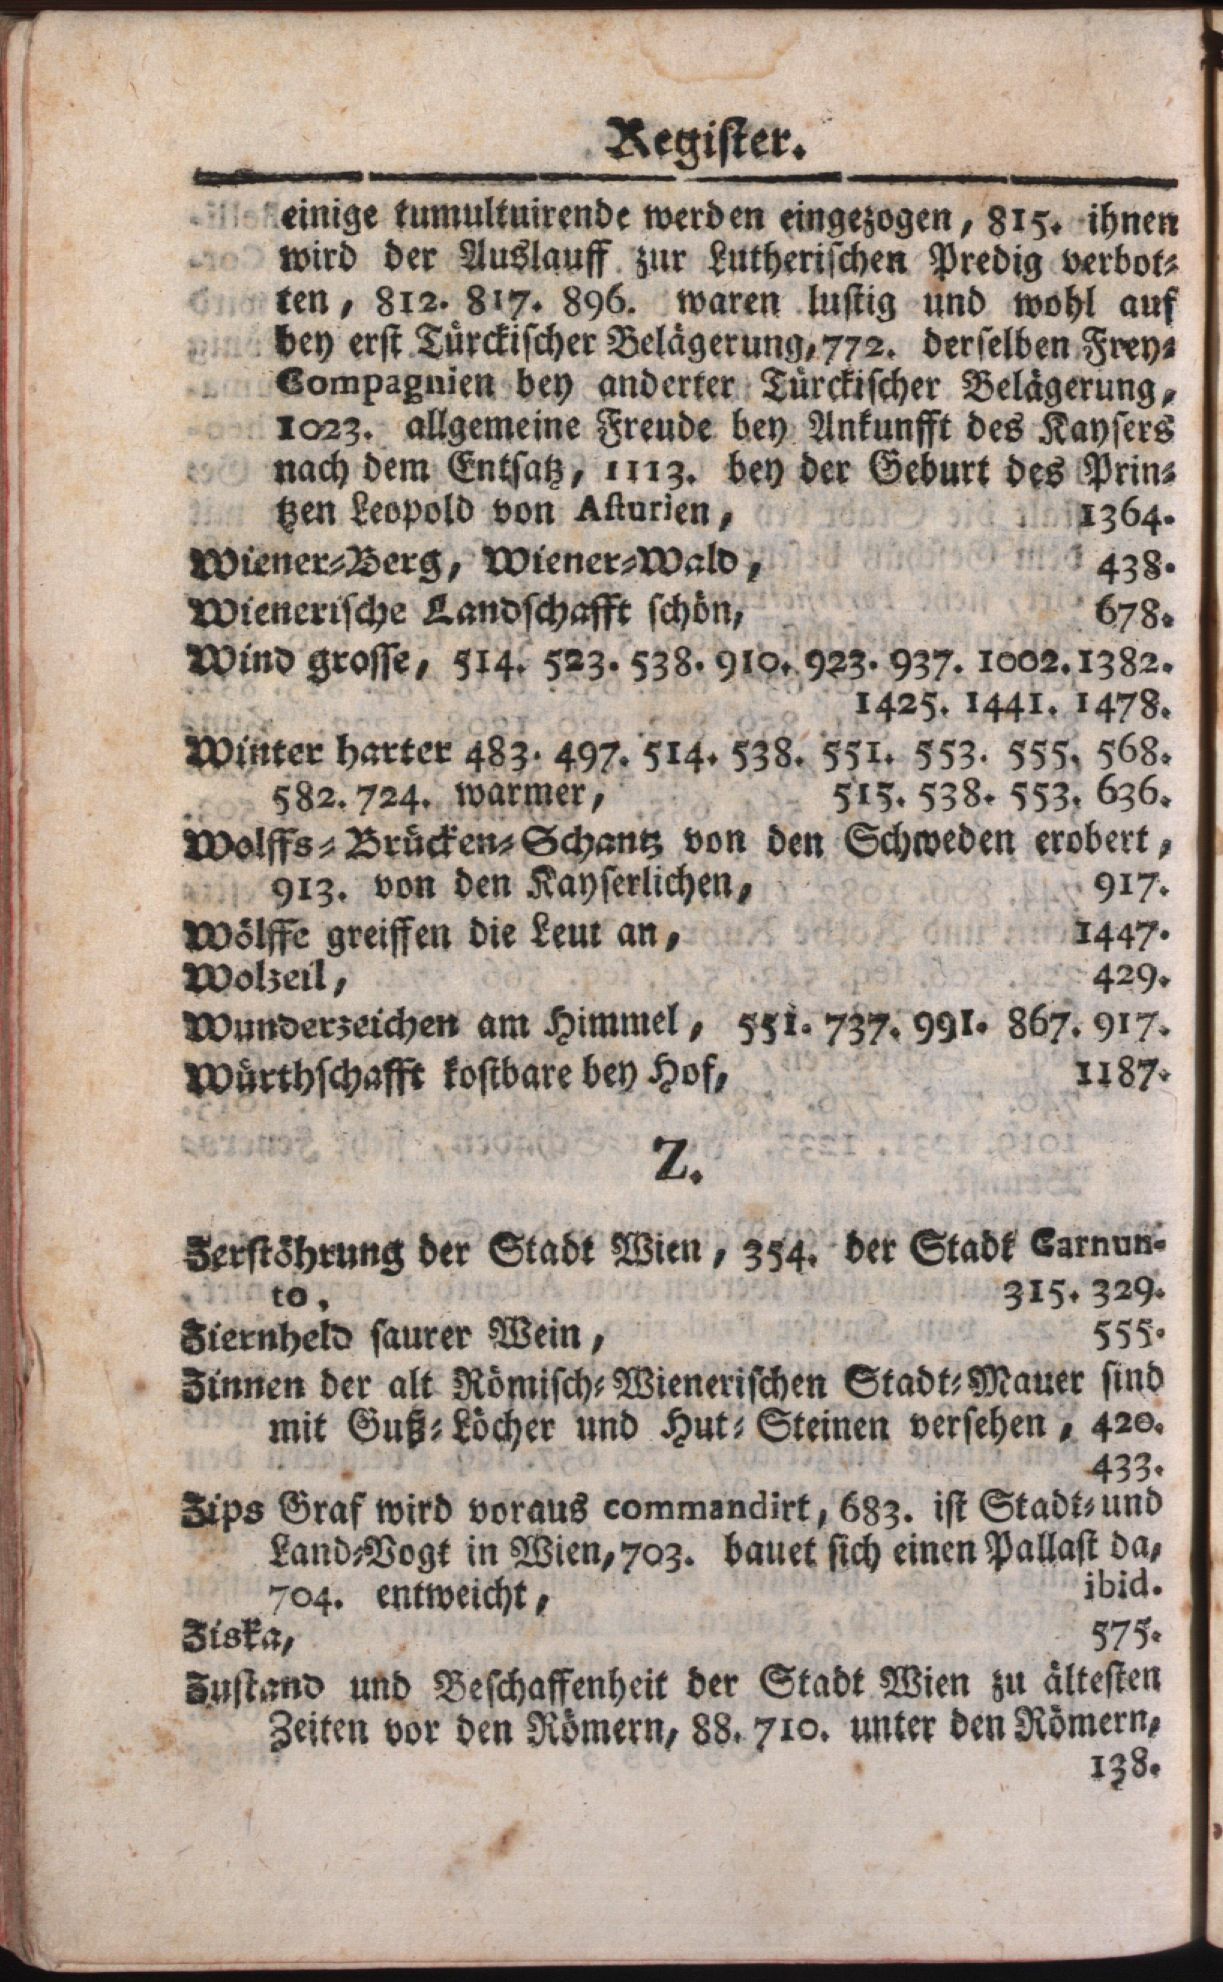 Register.
einige tumultuirende werden eingezogen, 815. ihnen
wird der Auslauff zur Lutherischen Predig verbot-
ten, 812. 817. 896. waren lustig und wohl auf
bey erst Türckischer Belägerung, 772. derselben Frey-
Compagnien bey anderter Türckischer Belägerung,
1023. allgemeine Freude bey Ankunfft des Kaysers
nach dem Entsatz, 1113. bey der Geburt des Prin-
tzen Leopold von Asturien, 1364.
Wiener-Berg, Wiener-Wald, 438.
Wienerische Landschafft schön, 678.
Wind grosse, 514. 523. 538. 910. 923. 937. 1002. 1382.
1425. 1441. 1478.
Winter harter 483. 497. 514. 538. 551. 553. 555. 568.
582. 724. warmer, 515. 538. 553. 636.
Wolffs-Brücken-Schantz von den Schweden erobert,
913. von den Kayserlichen, 917.
Wölffe greiffen die Leut an, 1447.
Wolzeil, 429.
Wunderzeichen am Himmel, 551. 737. 991. 867. 917.
Würthschafft kostbare bey Hof, 1187.
Z.
Zerstöhrung der Stadt Wien, 354. der Stadt Carnun-
to. 315. 329.
Ziernheld saurer Wein, 555.
Zinnen der alt Römisch-Wienerischen Stadt-Mauer sind
mit Guß-Löcher und Hut-Steinen versehen, 420.
433.
Zips Graf wird voraus commandirt, 683. ist Stadt-und
Land-Vogt in Wien, 703. bauet sich einen Pallast da,
704. entweicht, ibid.
Ziska, 575.
Zustand und Beschaffenheit der Stadt Wien zu ältesten
Zeiten vor den Römern, 88. 710. unter den Römern,
138.